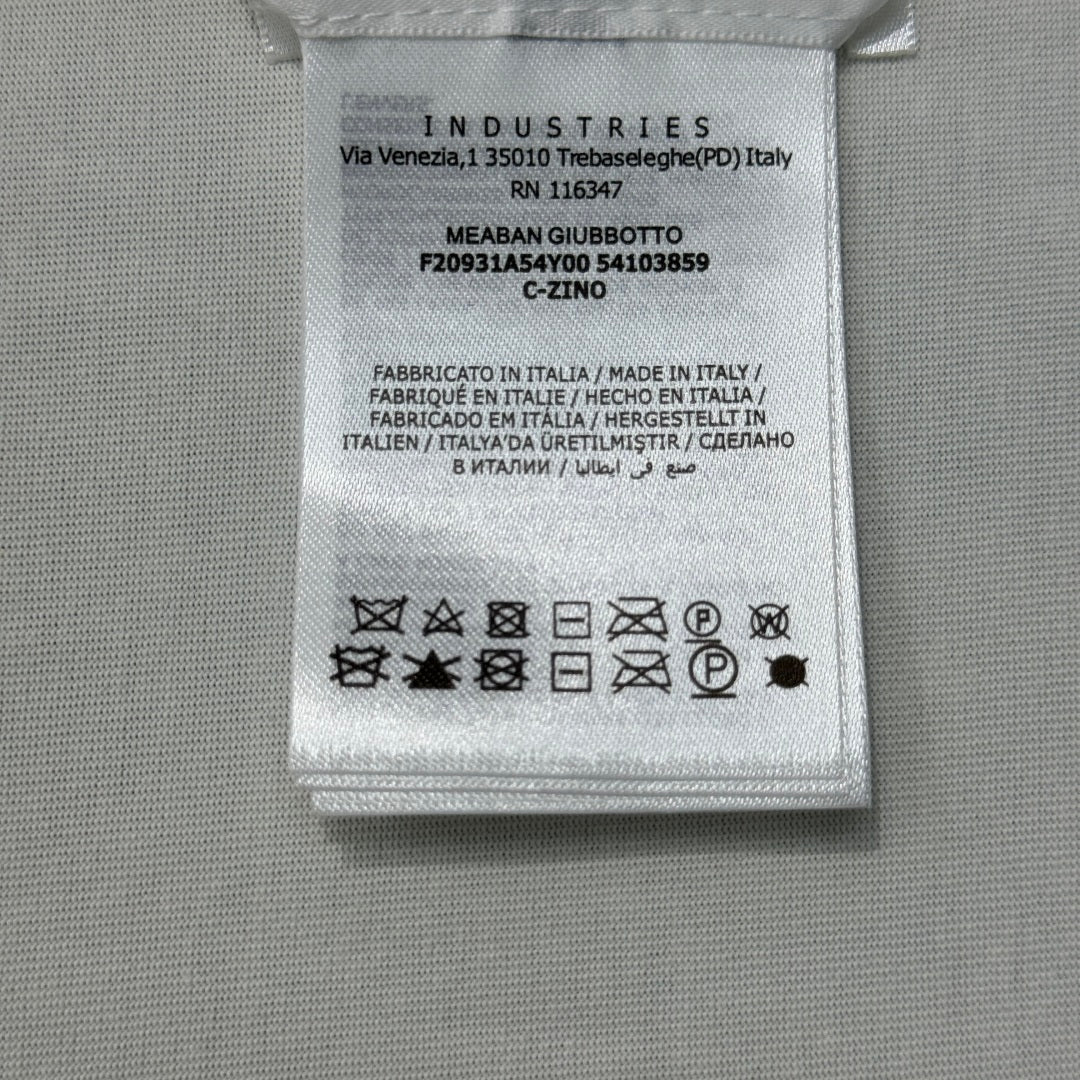 INDUSTRIES
Via Venezia,1 35010 Trebaseleghe(PD) Italy
RN 116347
MEABAN GIUBBOTTO
F20931A54Y00 54103859
C-ZINO
FABBRICATO IN ITALIA / MADE IN ITALY /
FABRIQUÉ EN ITALIE / HECHO EN ITALIA /
FABRICADO EM ITÁLIA / HERGESTELLT IN
ITALIEN / ITALYA'DA ÜRETILMIŞTIR / СДЕЛАНО
В ИТАЛИИ / صنع في ايطاليا
P W
P